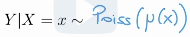 Y|X = x ~ Poiss (μ(x))